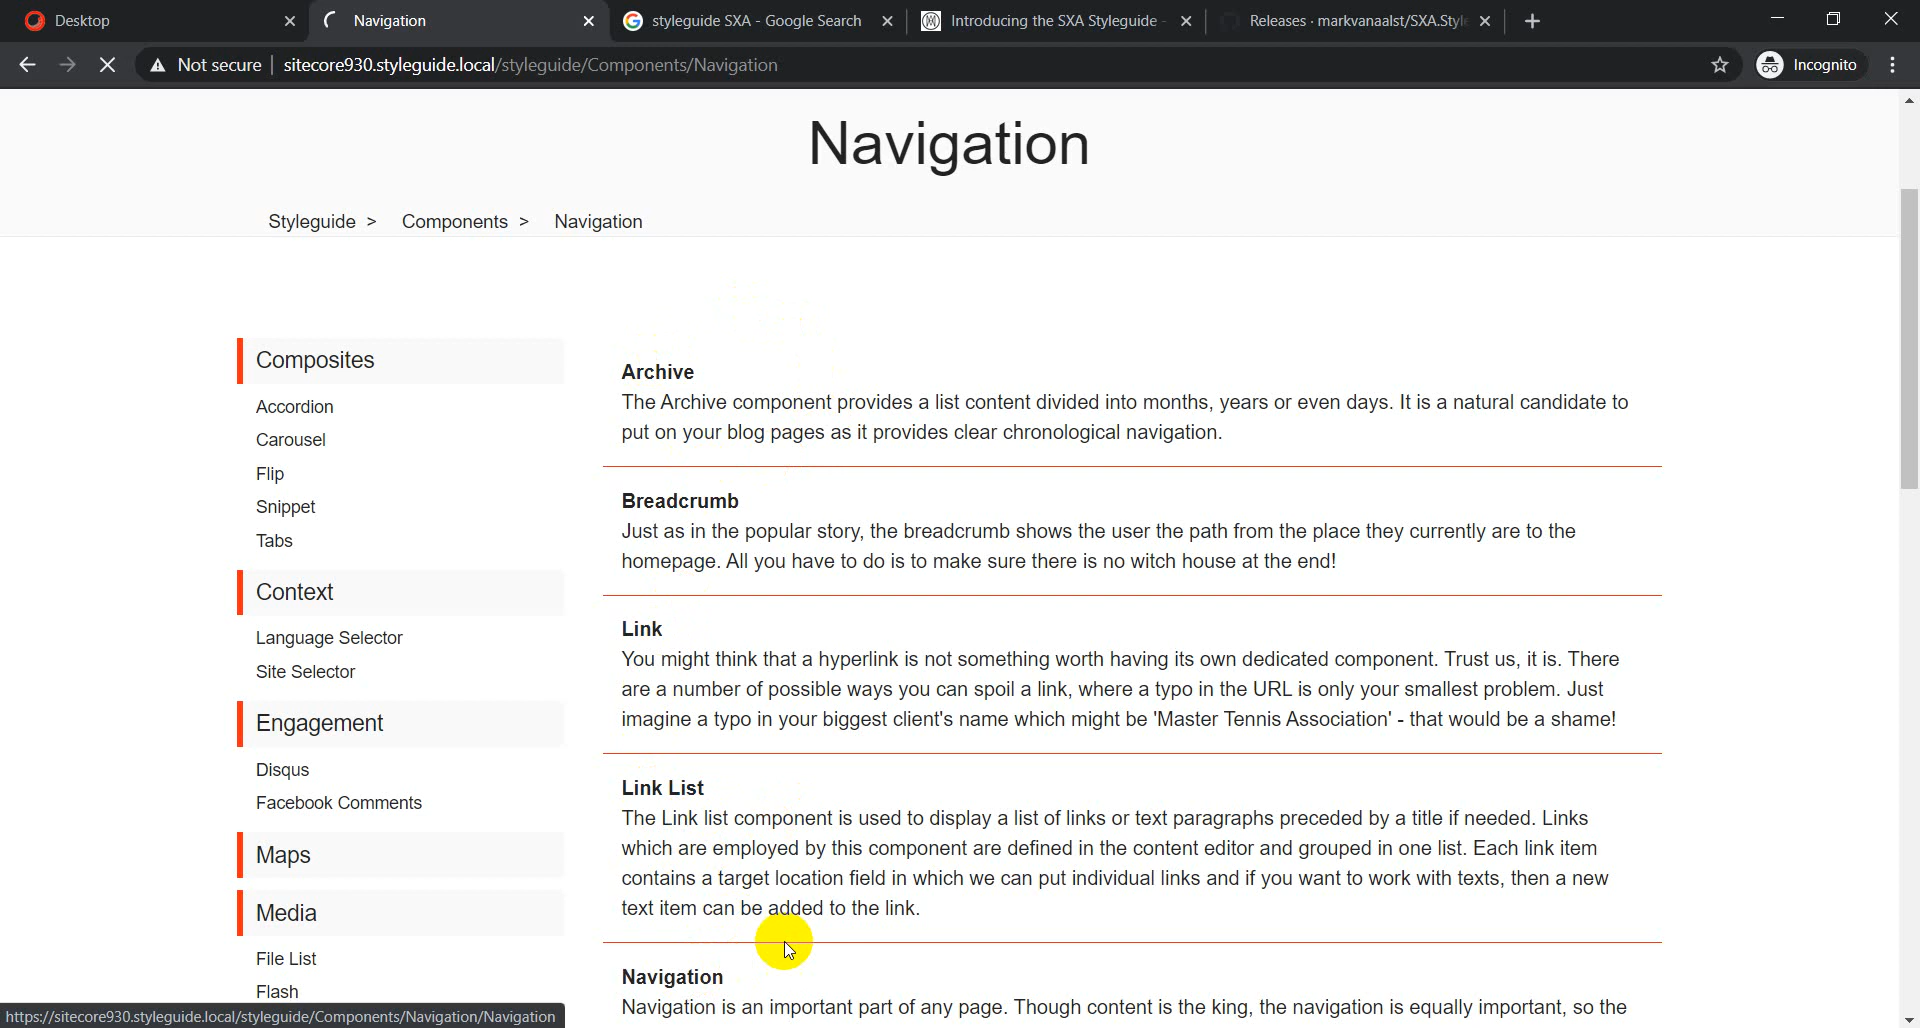 Desktop
Navigation
styleguide SXA - Google Search
Introducing the SXA Styleguide -
Releases · markvanaalst/SXA.Style
Not secure
sitecore930.styleguide.local/styleguide/Components/Navigation
Incognito
Navigation
Styleguide > Components > Navigation
Composites
Accordion
Carousel
Flip
Snippet
Tabs
Context
Language Selector
Site Selector
Engagement
Disqus
Facebook Comments
Maps
Media
File List
Flash
Archive
The Archive component provides a list content divided into months, years or even days. It is a natural candidate to
put on your blog pages as it provides clear chronological navigation.
Breadcrumb
Just as in the popular story, the breadcrumb shows the user the path from the place they currently are to the
homepage. All you have to do is to make sure there is no witch house at the end!
Link
You might think that a hyperlink is not something worth having its own dedicated component. Trust us, it is. There
are a number of possible ways you can spoil a link, where a typo in the URL is only your smallest problem. Just
imagine a typo in your biggest client's name which might be 'Master Tennis Association' - that would be a shame!
Link List
The Link list component is used to display a list of links or text paragraphs preceded by a title if needed. Links
which are employed by this component are defined in the content editor and grouped in one list. Each link item
contains a target location field in which we can put individual links and if you want to work with texts, then a new
text item can be added to the link.
Navigation
Navigation is an important part of any page. Though content is the king, the navigation is equally important, so the
https://sitecore930.styleguide.local/styleguide/Components/Navigation/Navigation